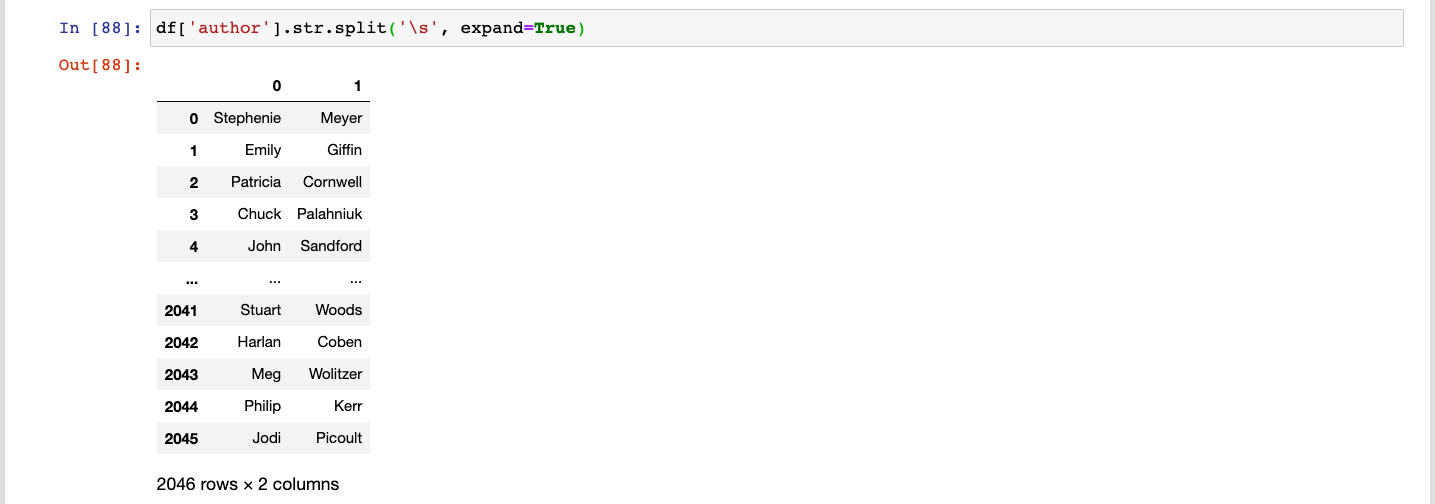 In [88]: df['author'].str.split('\s', expand=True)
Out[88]:
0 1
0 Stephenie Meyer
1 Emily Giffin
2 Patricia Cornwell
3 Chuck Palahniuk
4 John Sandford
... ... ...
2041 Stuart Woods
2042 Harlan Coben
2043 Meg Wolitzer
2044 Philip Kerr
2045 Jodi Picoult
2046 rows × 2 columns